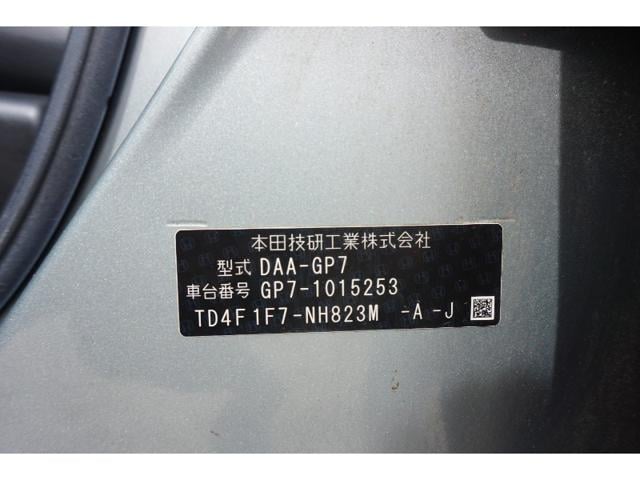 本田技研工業株式会社
型式 DAA-GP7
車台番号 GP7-1015253
TD4F1F7-NH823M -A-J